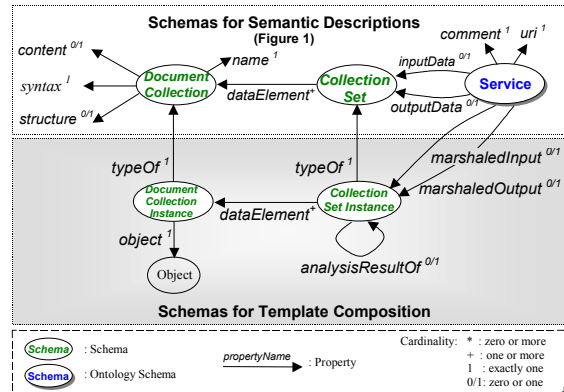 Schemas for Semantic Descriptions
(Figure 1)
content 0/1
syntax 1
structure 0/1
Document
Collection
name 1
dataElement+
Collection
Set
inputData 0/1
outputData 0/1
comment 1
uri 1
Service
typeOf 1
typeOf 1
marshaledInput 0/1
marshaledOutput 0/1
Document
Collection
Instance
dataElement+
Collection
Set Instance
object 1
Object
analysisResultOf 0/1
Schemas for Template Composition
Schema : Schema
Schema : Ontology Schema
propertyName : Property
Cardinality: * : zero or more
+ : one or more
1 : exactly one
0/1: zero or one